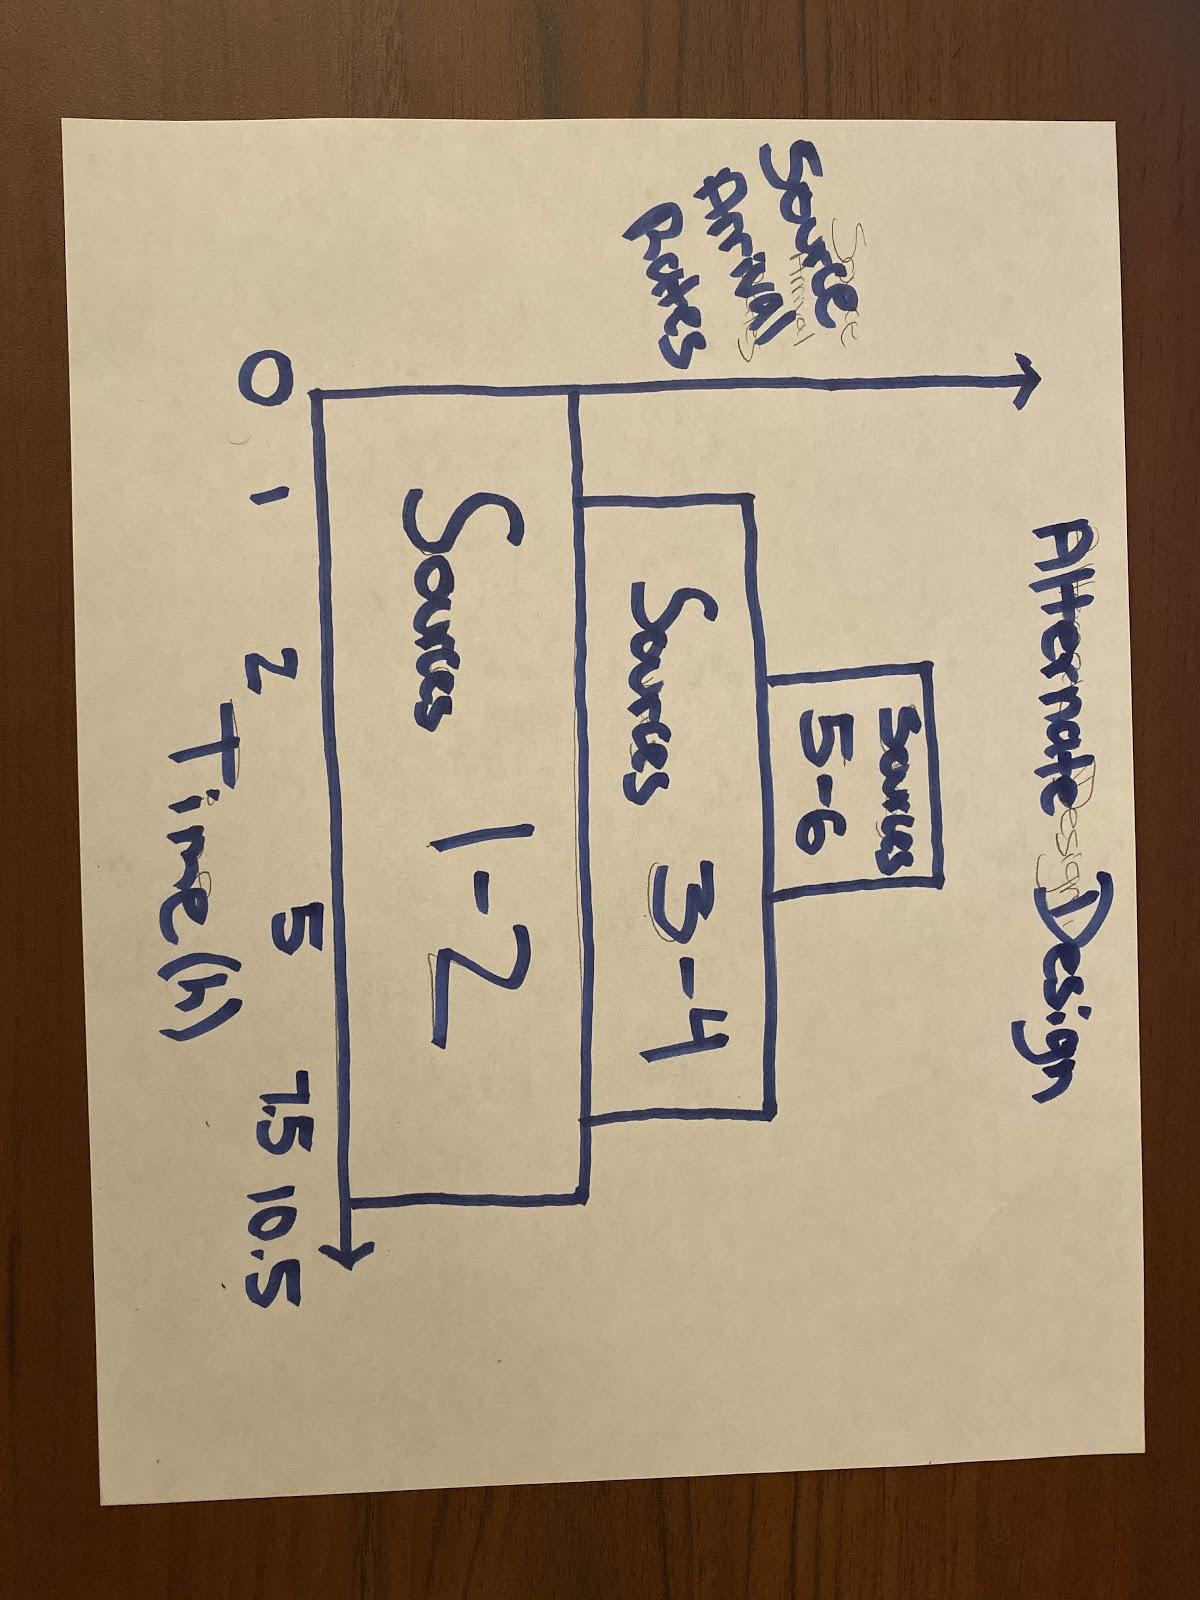 Alternate Design
Source
Arrival
Rates
Sources
5-6
Sources 3-4
Sources 1-2
0 1 2 5 7.5 10.5
Time (h)